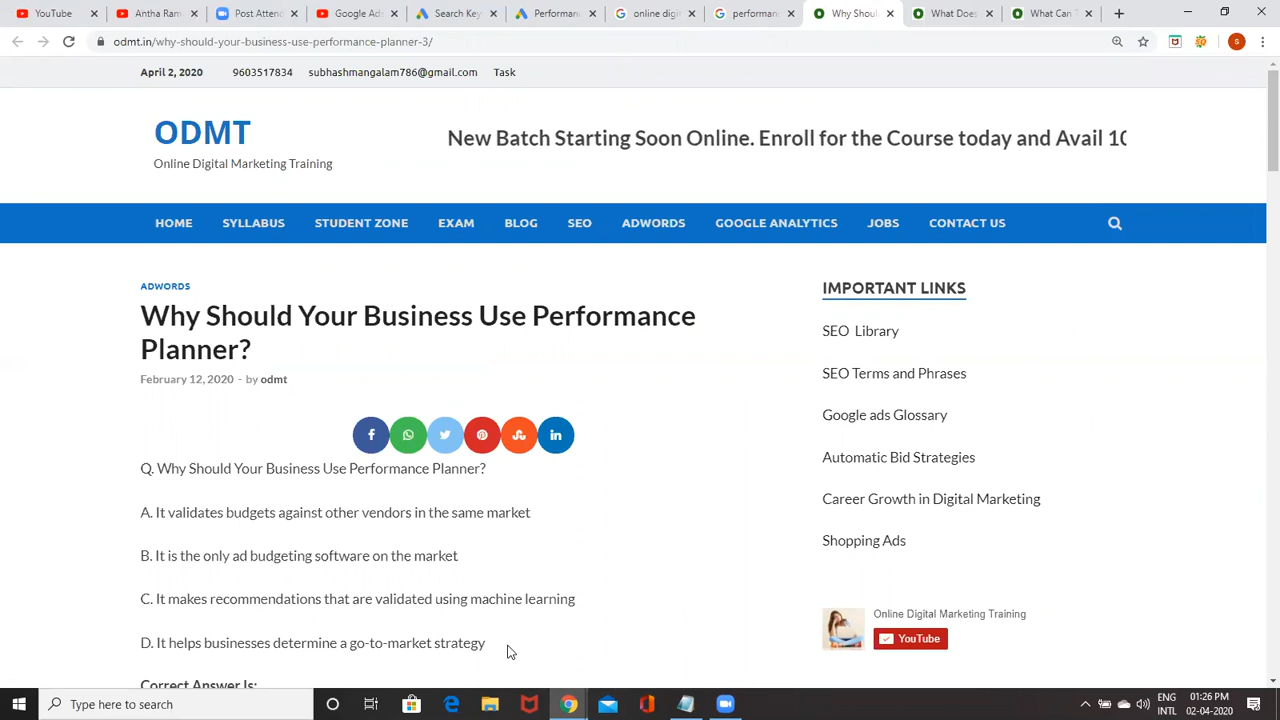 YouTube
Antha Ram
Post Attend
Google Ads
Search Key
Performan
online digi
performan
Why Shou
What Does
What Can
odmt.in/why-should-your-business-use-performance-planner-3/
s
April 2, 2020 9603517834 subhashmangalam786@gmail.com Task
ODMT
Online Digital Marketing Training
New Batch Starting Soon Online. Enroll for the Course today and Avail 10
HOME SYLLABUS STUDENT ZONE EXAM BLOG SEO ADWORDS GOOGLE ANALYTICS JOBS CONTACT US
ADWORDS
Why Should Your Business Use Performance
Planner?
February 12, 2020 - by odmt
Q. Why Should Your Business Use Performance Planner?
A. It validates budgets against other vendors in the same market
B. It is the only ad budgeting software on the market
C. It makes recommendations that are validated using machine learning
D. It helps businesses determine a go-to-market strategy
Correct Answer Is:
IMPORTANT LINKS
SEO Library
SEO Terms and Phrases
Google ads Glossary
Automatic Bid Strategies
Career Growth in Digital Marketing
Shopping Ads
Online Digital Marketing Training
YouTube
Type here to search
ENG
INTL
01:26 PM
02-04-2020